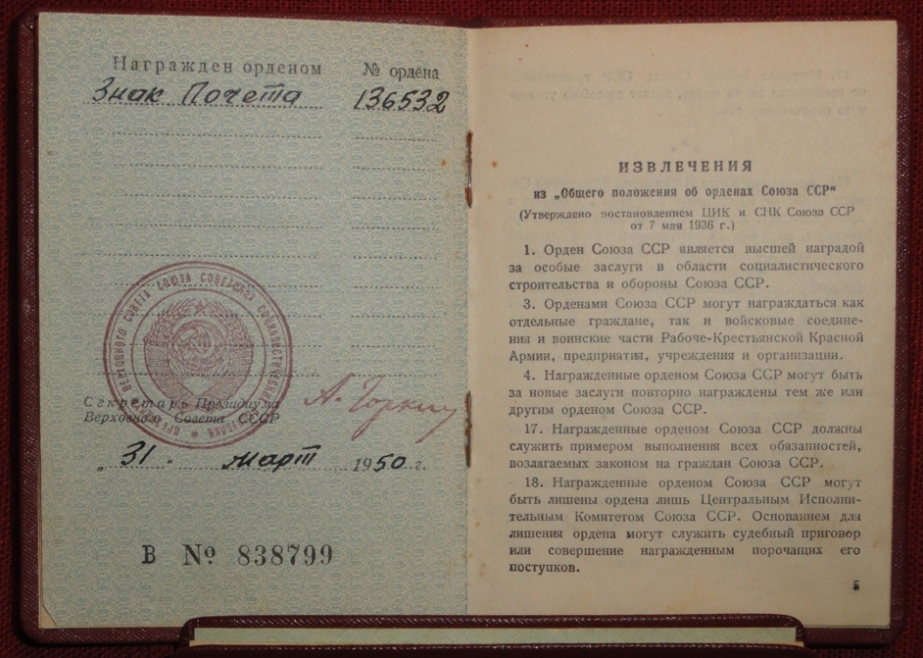 Награжден орденом № ордена
Знак Почета 136532
ВЕРХОВНОГО СОВЕТА СОЮЗА СОВЕТСКИХ СОЦИАЛИСТИЧЕСКИХ
Секретарь Президиума
Верховного Совета СССР
А. Горкин
„ 31 “ март 1950 г.
В № 838799
ИЗВЛЕЧЕНИЯ
из „Общего положения об орденах Союза ССР“
(Утверждено постановлением ЦИК и СНК Союза ССР
от 7 мая 1936 г.)
1. Орден Союза ССР является высшей наградой
за особые заслуги в области социалистического
строительства и обороны Союза ССР.
3. Орденами Союза ССР могут награждаться как
отдельные граждане, так и войсковые соедине-
ния и воинские части Рабоче-Крестьянской Красной
Армии, предприятия, учреждения и организации.
4. Награжденные орденом Союза ССР могут быть
за новые заслуги повторно награждены тем же или
другим орденом Союза ССР.
17. Награжденные орденом Союза ССР должны
служить примером выполнения всех обязанностей,
возлагаемых законом на граждан Союза ССР.
18. Награжденные орденом Союза ССР могут
быть лишены ордена лишь Центральным Исполни-
тельным Комитетом Союза ССР. Основанием для
лишения ордена могут служить судебный приговор
или совершение награжденным порочащих его
поступков.
5